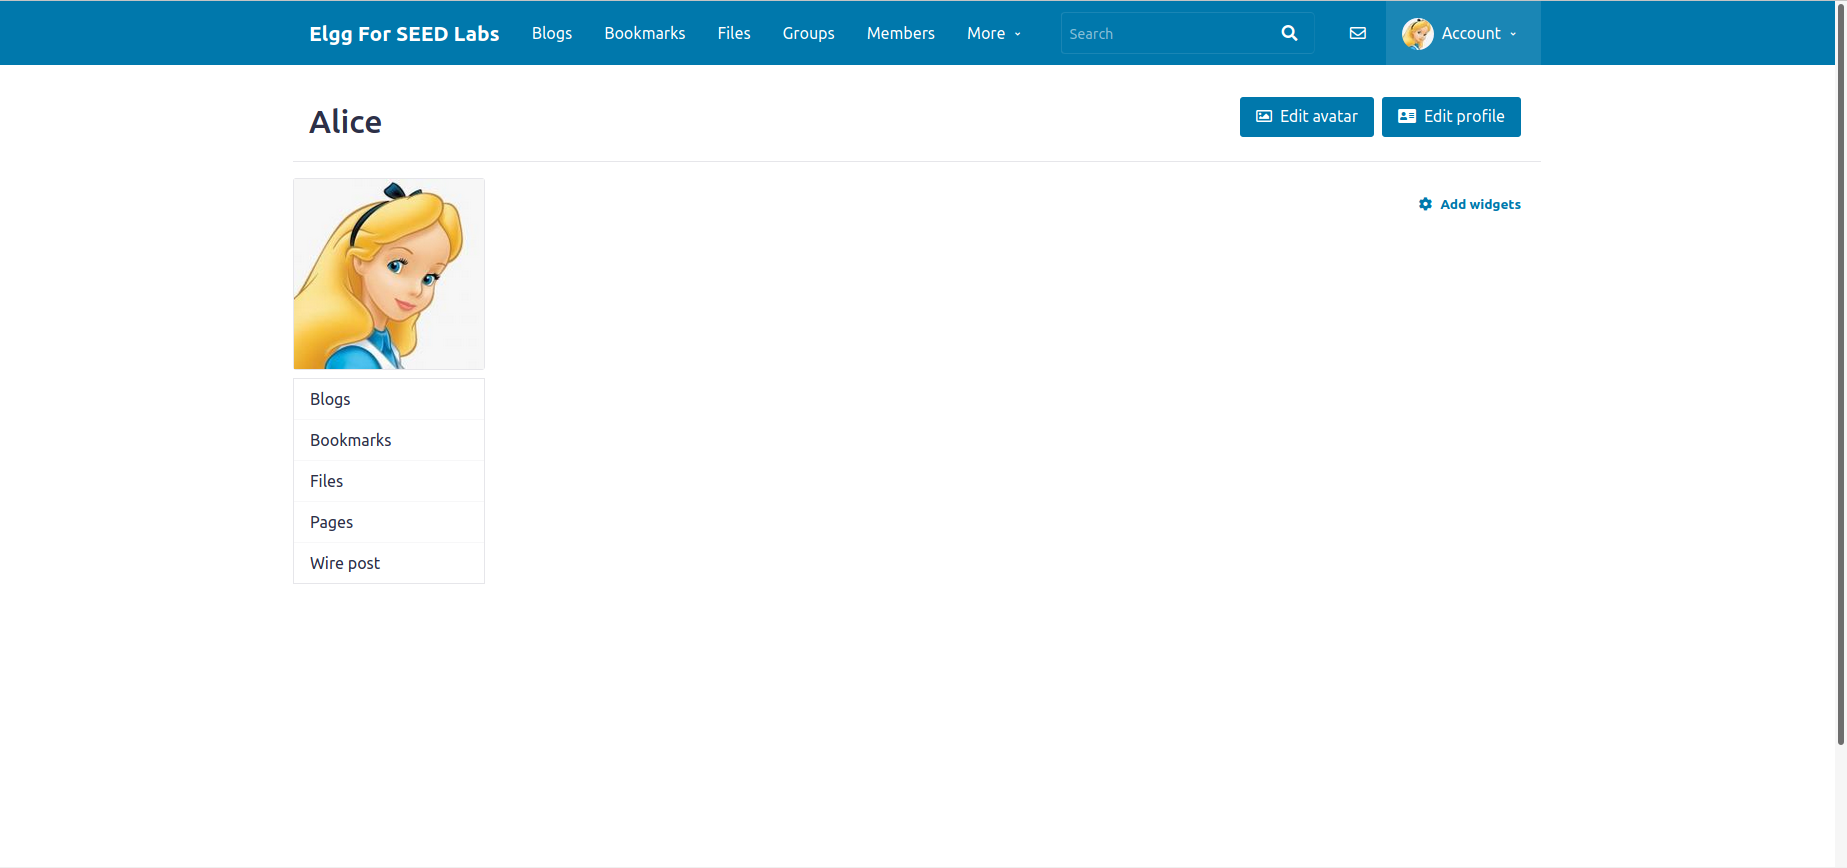 Elgg For SEED Labs Blogs Bookmarks Files Groups Members More Search Account
Alice
Edit avatar Edit profile
Add widgets
Blogs
Bookmarks
Files
Pages
Wire post